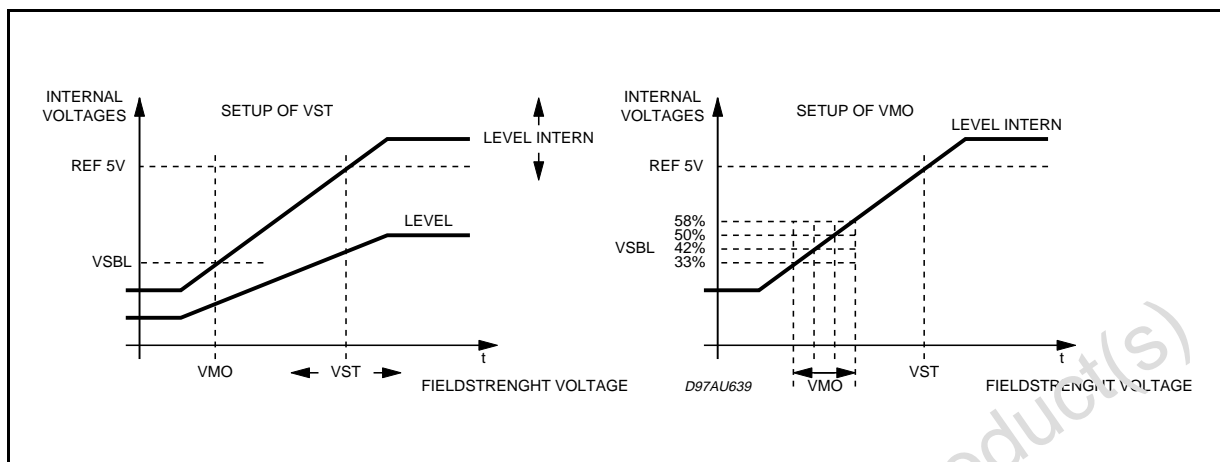 INTERNAL
VOLTAGES
SETUP OF VST
LEVEL INTERN
REF 5V
LEVEL
VSBL
t
VMO
VST
FIELDSTRENGHT VOLTAGE
INTERNAL
VOLTAGES
SETUP OF VMO
LEVEL INTERN
REF 5V
58%
50%
VSBL
42%
33%
t
D97AU639
VMO
VST
FIELDSTRENGHT VOLTAGE
oduct(s)